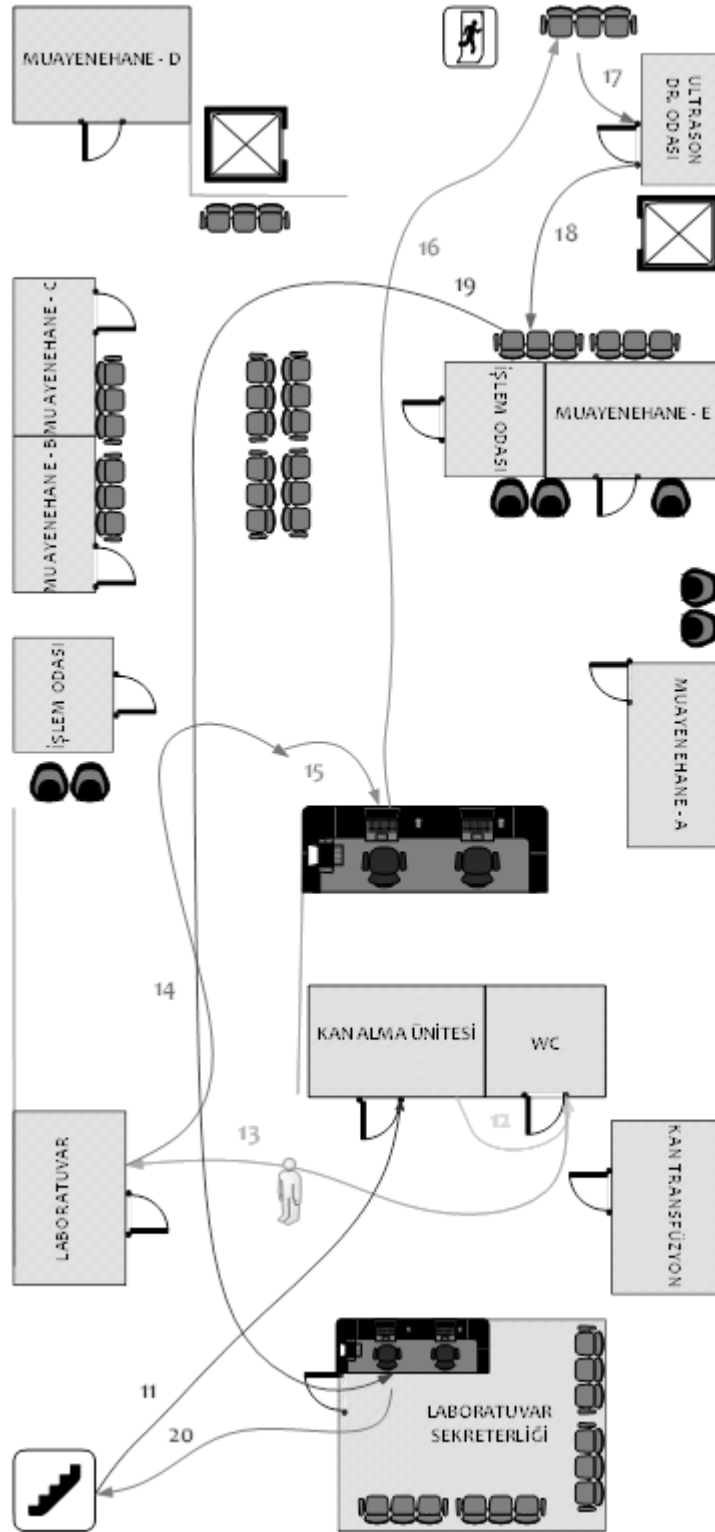 MUAYENEHANE - D
17
ULTRASON
DR. ODASI
16
18
19
MUAYENEHANE - C
MUAYENEHANE - B
İŞLEM ODASI
MUAYENEHANE - E
İŞLEM ODASI
MUAYENEHANE - A
15
14
KAN ALMA ÜNİTESİ
WC
12
13
LABORATUVAR
KAN TRANSFÜZYON
11
20
LABORATUVAR
SEKRETERLİĞİ